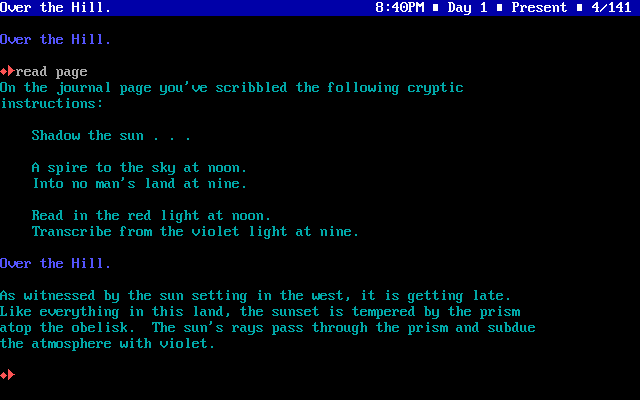 Over the Hill. 8:40PM ■ Day 1 ■ Present ■ 4/141
Over the Hill.
read page
On the journal page you've scribbled the following cryptic
instructions:
Shadow the sun . . .
A spire to the sky at noon.
Into no man's land at nine.
Read in the red light at noon.
Transcribe from the violet light at nine.
Over the Hill.
As witnessed by the sun setting in the west, it is getting late.
Like everything in this land, the sunset is tempered by the prism
atop the obelisk.  The sun's rays pass through the prism and subdue
the atmosphere with violet.